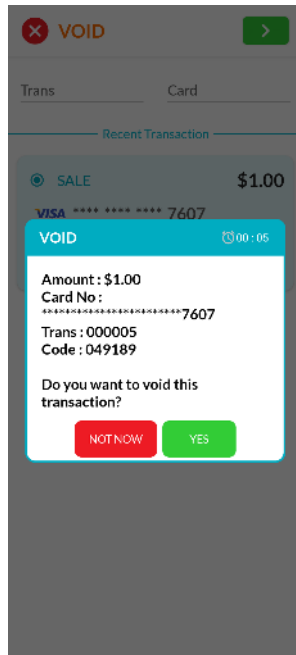 VOID
>
Trans Card
Recent Transaction
SALE $1.00
VISA **** **** **** 7607
VOID 00 : 05
Amount : $1.00
Card No :
************************7607
Trans : 000005
Code : 049189
Do you want to void this
transaction?
NOT NOW YES